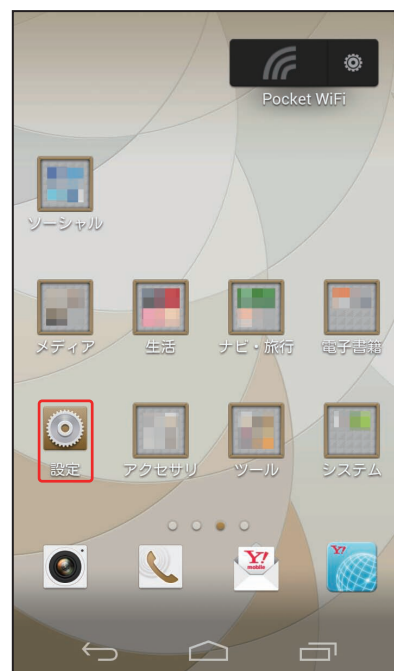 Pocket WiFi
ソーシャル
メディア
生活
ナビ・旅行
電子書籍
設定
アクセサリ
ツール
システム
Y!
mobile
Y!